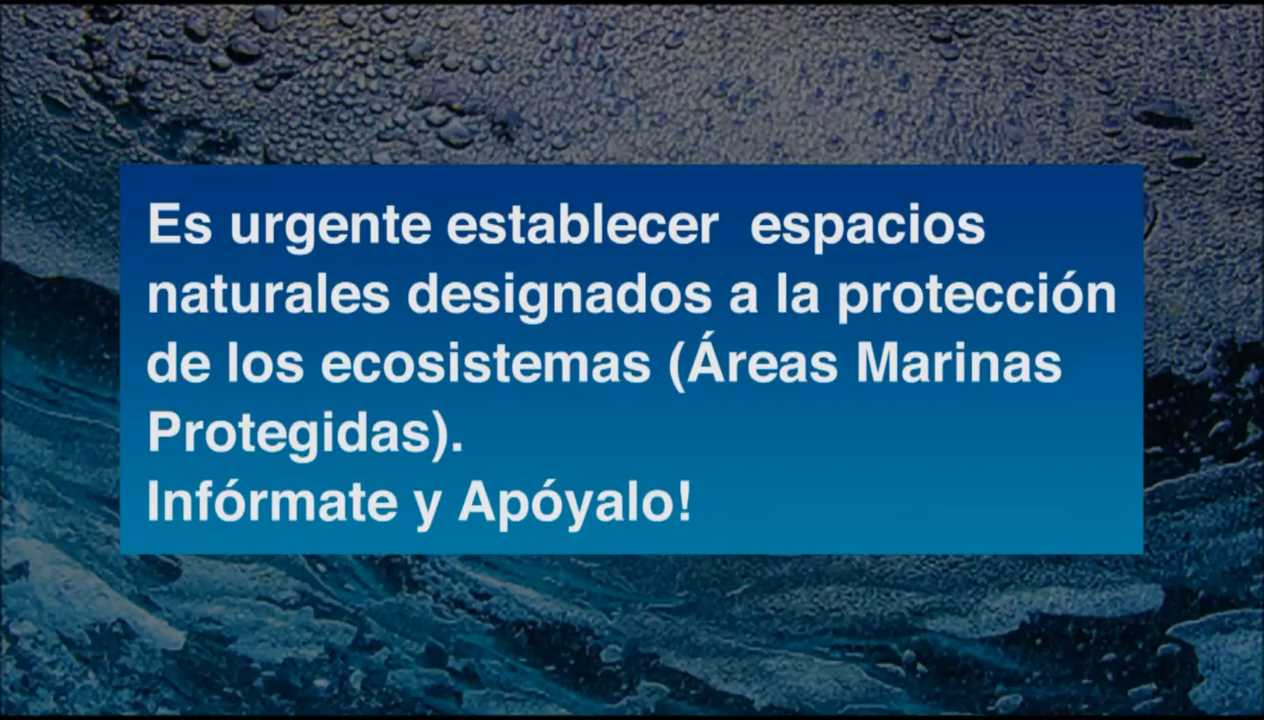 Es urgente establecer  espacios
naturales designados a la protección
de los ecosistemas (Áreas Marinas
Protegidas).
Infórmate y Apóyalo!